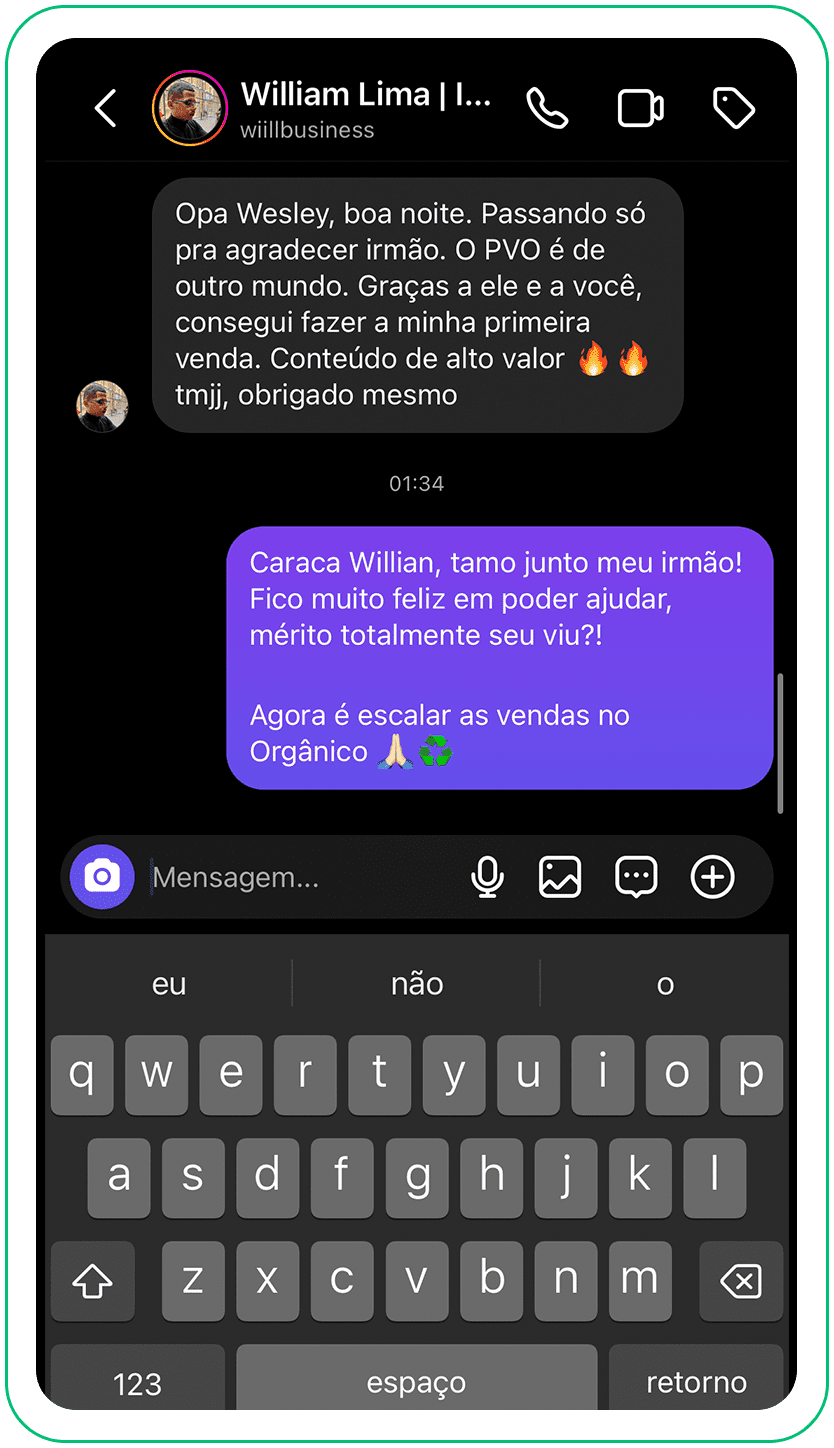 William Lima | I...
wiillbusiness
Opa Wesley, boa noite. Passando só
pra agradecer irmão. O PVO é de
outro mundo. Graças a ele e a você,
consegui fazer a minha primeira
venda. Conteúdo de alto valor 🔥🔥
tmjj, obrigado mesmo
01:34
Caraca Willian, tamo junto meu irmão!
Fico muito feliz em poder ajudar,
mérito totalmente seu viu?!
Agora é escalar as vendas no
Orgânico 🙏🏻♻️
Mensagem...
eu não o
q w e r t y u i o p
a s d f g h j k l
z x c v b n m
123 espaço retorno